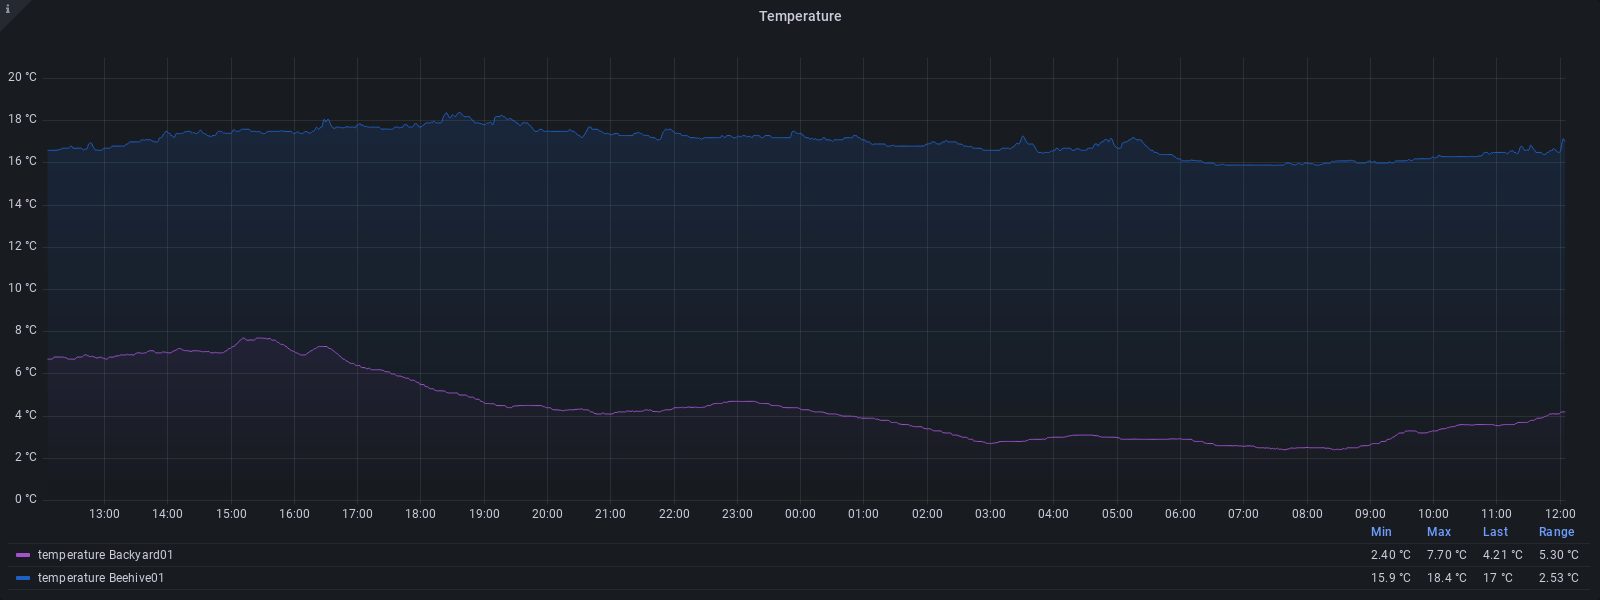 i
Temperature
20 °C
18 °C
16 °C
14 °C
12 °C
10 °C
8 °C
6 °C
4 °C
2 °C
0 °C
13:00 14:00 15:00 16:00 17:00 18:00 19:00 20:00 21:00 22:00 23:00 00:00 01:00 02:00 03:00 04:00 05:00 06:00 07:00 08:00 09:00 10:00 11:00 12:00
Min Max Last Range
temperature Backyard01 2.40 °C 7.70 °C 4.21 °C 5.30 °C
temperature Beehive01 15.9 °C 18.4 °C 17 °C 2.53 °C